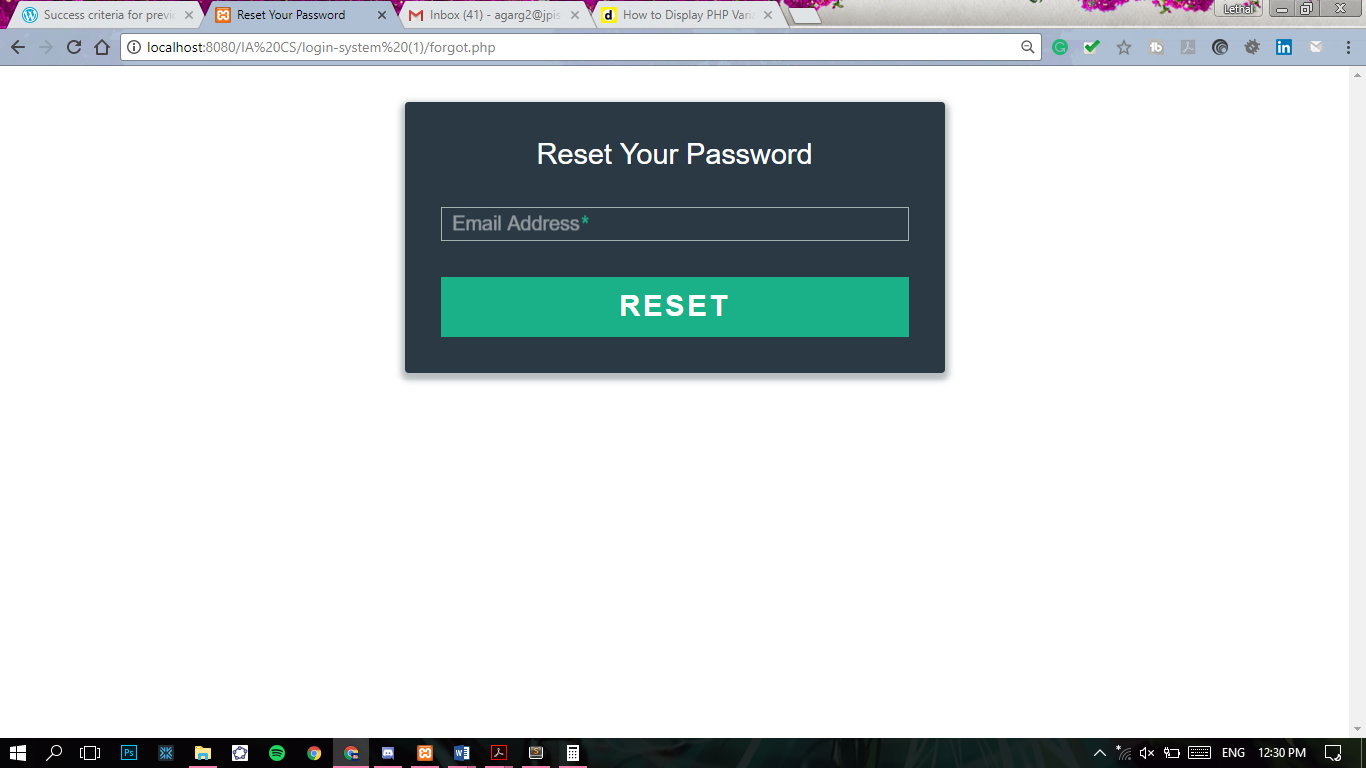 Success criteria for previ
Reset Your Password
Inbox (41) - agarg2@jpis
How to Display PHP Vari
Lethal
localhost:8080/IA%20CS/login-system%20(1)/forgot.php
Reset Your Password
Email Address*
RESET
ENG
12:30 PM